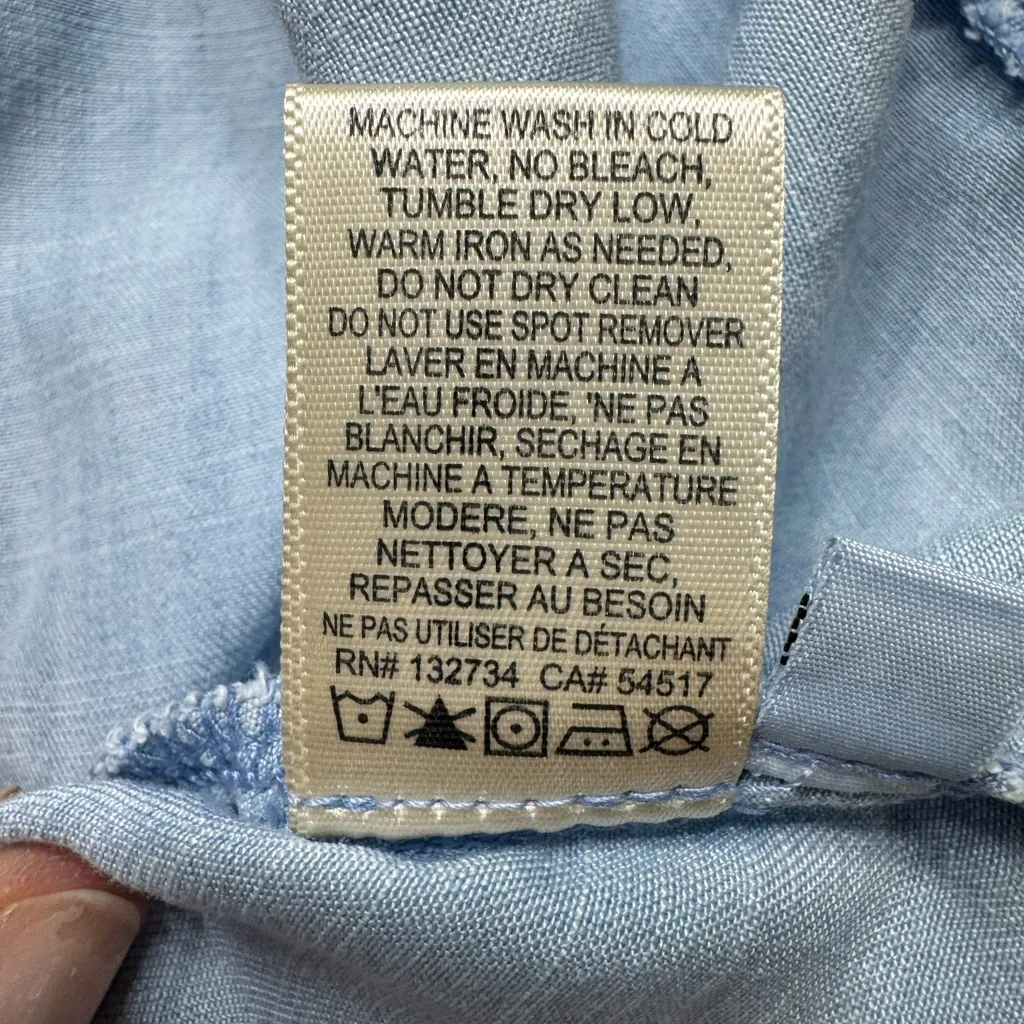 MACHINE WASH IN COLD
WATER, NO BLEACH,
TUMBLE DRY LOW,
WARM IRON AS NEEDED,
DO NOT DRY CLEAN
DO NOT USE SPOT REMOVER
LAVER EN MACHINE A
L'EAU FROIDE, 'NE PAS
BLANCHIR, SECHAGE EN
MACHINE A TEMPERATURE
MODERE, NE PAS
NETTOYER A SEC,
REPASSER AU BESOIN
NE PAS UTILISER DE DÉTACHANT
RN# 132734 CA# 54517